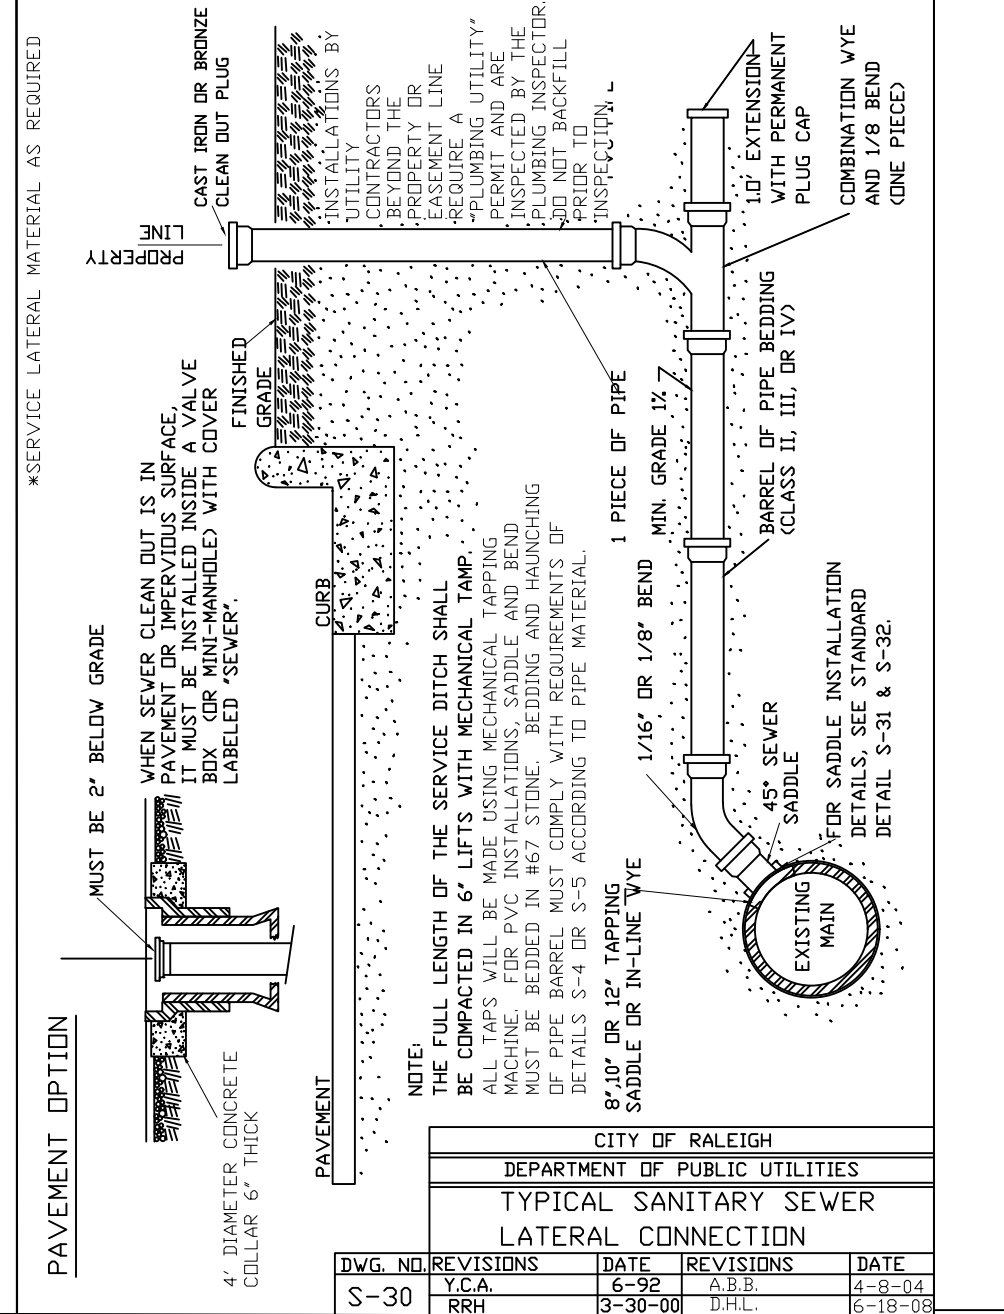 *SERVICE LATERAL MATERIAL AS REQUIRED
PAVEMENT OPTION
MUST BE 2" BELOW GRADE
WHEN SEWER CLEAN OUT IS IN
PAVEMENT OR IMPERVIOUS SURFACE,
IT MUST BE INSTALLED INSIDE A VALVE
BOX (OR MINI-MANHOLE) WITH COVER
LABELED "SEWER".
4' DIAMETER CONCRETE
COLLAR 6" THICK
PROPERTY
LINE
CAST IRON OR BRONZE
CLEAN OUT PLUG
FINISHED
GRADE
CURB
PAVEMENT
INSTALLATIONS BY
UTILITY
CONTRACTORS
BEYOND THE
PROPERTY OR
EASEMENT LINE
REQUIRE A
"PLUMBING UTILITY"
PERMIT AND ARE
INSPECTED BY THE
PLUMBING INSPECTOR.
DO NOT BACKFILL
PRIOR TO
INSPECTION.
NOTE:
THE FULL LENGTH OF THE SERVICE DITCH SHALL
BE COMPACTED IN 6" LIFTS WITH MECHANICAL TAMP.
ALL TAPS WILL BE MADE USING MECHANICAL TAPPING
MACHINE. FOR PVC INSTALLATIONS, SADDLE AND BEND
MUST BE BEDDED IN #67 STONE. BEDDING AND HAUNCHING
OF PIPE BARREL MUST COMPLY WITH REQUIREMENTS OF
DETAILS S-4 OR S-5 ACCORDING TO PIPE MATERIAL.
1 PIECE OF PIPE
MIN. GRADE 1%
1/16" OR 1/8" BEND
8",10" OR 12" TAPPING
SADDLE OR IN-LINE WYE
10' EXTENSION
WITH PERMANENT
PLUG CAP
COMBINATION WYE
AND 1/8 BEND
(ONE PIECE)
BARREL OF PIPE BEDDING
(CLASS II, III, OR IV)
45° SEWER
SADDLE
FOR SADDLE INSTALLATION
DETAILS, SEE STANDARD
DETAIL S-31 & S-32.
EXISTING
MAIN
CITY OF RALEIGH
DEPARTMENT OF PUBLIC UTILITIES
TYPICAL SANITARY SEWER
LATERAL CONNECTION
DWG. NO. REVISIONS DATE REVISIONS DATE
S-30 Y.C.A. 6-92 A.B.B. 4-8-04
RRH 3-30-00 D.H.L. 6-18-08